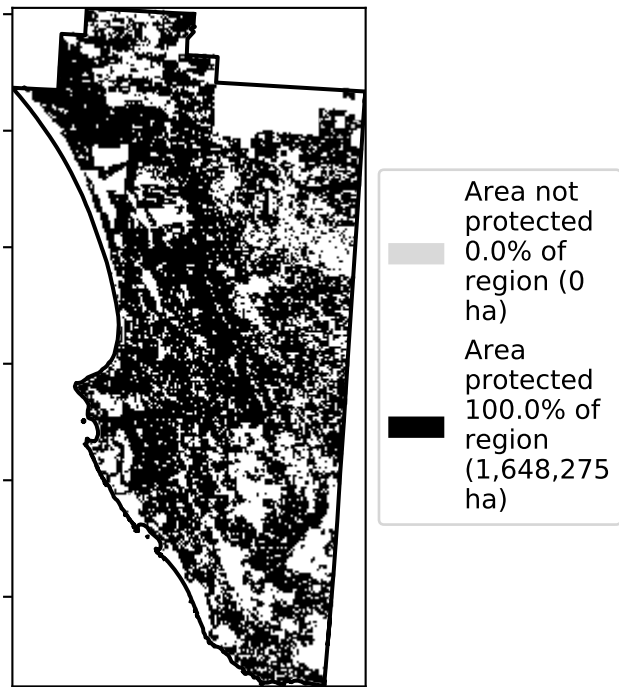 Area not
protected
0.0% of
region (0
ha)
Area
protected
100.0% of
region
(1,648,275
ha)